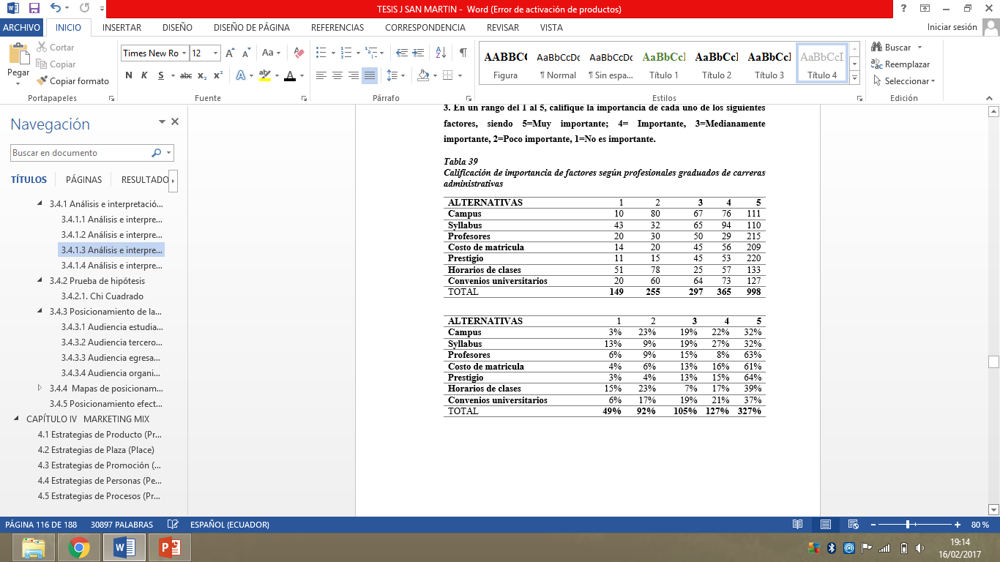 TESIS J SAN MARTIN - Word (Error de activación de productos)
ARCHIVO INICIO INSERTAR DISEÑO DISEÑO DE PÁGINA REFERENCIAS CORRESPONDENCIA REVISAR VISTA Iniciar sesión
Pegar
Cortar
Copiar
Copiar formato
Portapapeles
Times New Ro 12
N K S abc x₂ x²
Fuente
Párrafo
AABBC AaBbCcDc AaBbCcDc AaBbCcI AaBbCcI AaBbCcI AaBbCcI
Figura ¶ Normal ¶ Sin espa... Título 1 Título 2 Título 3 Título 4
Estilos
Buscar
Reemplazar
Seleccionar
Edición
Navegación
Buscar en documento
TÍTULOS PÁGINAS RESULTADO
3.4.1 Análisis e interpretació...
3.4.1.1 Análisis e interpre...
3.4.1.2 Análisis e interpre...
3.4.1.3 Análisis e interpre...
3.4.1.4 Análisis e interpre...
3.4.2 Prueba de hipótesis
3.4.2.1. Chi Cuadrado
3.4.3 Posicionamiento de la...
3.4.3.1 Audiencia estudia...
3.4.3.2 Audiencia tercero...
3.4.3.3 Audiencia egresa...
3.4.3.4 Audiencia organi...
3.4.4 Mapas de posicionam...
3.4.5 Posicionamiento efect...
CAPÍTULO IV MARKETING MIX
4.1 Estrategias de Producto (Pr...
4.2 Estrategias de Plaza (Place)
4.3 Estrategias de Promoción (...
4.4 Estrategias de Personas (Pe...
4.5 Estrategias de Procesos (Pr...
3. En un rango del 1 al 5, califique la importancia de cada uno de los siguientes
factores, siendo 5=Muy importante; 4= Importante, 3=Medianamente
importante, 2=Poco importante, 1=No es importante.
Tabla 39
Calificación de importancia de factores según profesionales graduados de carreras
administrativas
ALTERNATIVAS 1 2 3 4 5
Campus 10 80 67 76 111
Syllabus 43 32 65 94 110
Profesores 20 30 50 29 215
Costo de matricula 14 20 45 56 209
Prestigio 11 15 45 53 220
Horarios de clases 51 78 25 57 133
Convenios universitarios 20 60 64 73 127
TOTAL 149 255 297 365 998
ALTERNATIVAS 1 2 3 4 5
Campus 3% 23% 19% 22% 32%
Syllabus 13% 9% 19% 27% 32%
Profesores 6% 9% 15% 8% 63%
Costo de matricula 4% 6% 13% 16% 61%
Prestigio 3% 4% 13% 15% 64%
Horarios de clases 15% 23% 7% 17% 39%
Convenios universitarios 6% 17% 19% 21% 37%
TOTAL 49% 92% 105% 127% 327%
PÁGINA 116 DE 188 30897 PALABRAS ESPAÑOL (ECUADOR) 80 %
19:14
16/02/2017